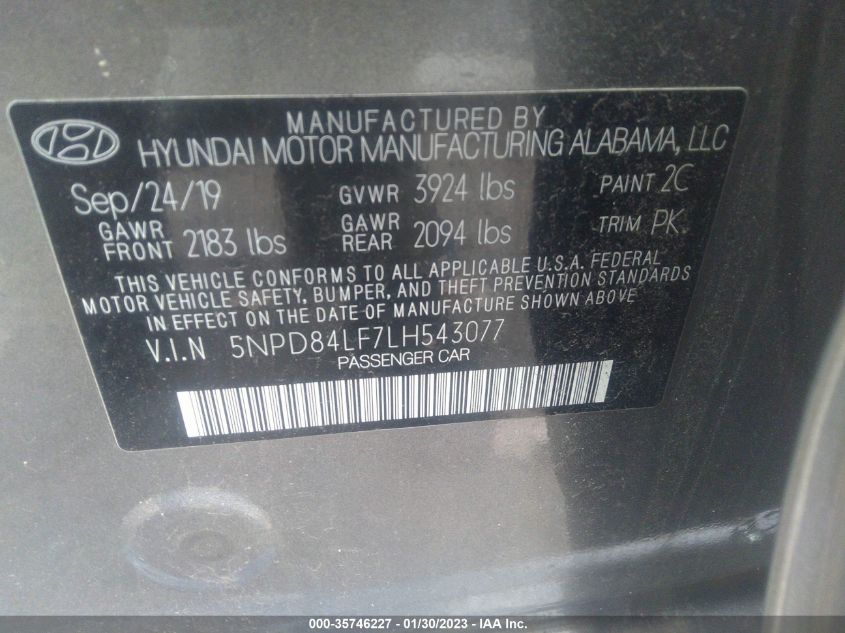 MANUFACTURED BY
HYUNDAI MOTOR MANUFACTURING ALABAMA, LLC
Sep/24/19 GVWR 3924 lbs PAINT 2C
GAWR FRONT 2183 lbs GAWR REAR 2094 lbs TRIM PK
THIS VEHICLE CONFORMS TO ALL APPLICABLE U.S.A. FEDERAL
MOTOR VEHICLE SAFETY, BUMPER, AND THEFT PREVENTION STANDARDS
IN EFFECT ON THE DATE OF MANUFACTURE SHOWN ABOVE
V.I.N 5NPD84LF7LH543077
PASSENGER CAR
000-35746227 - 01/30/2023 - IAA Inc.